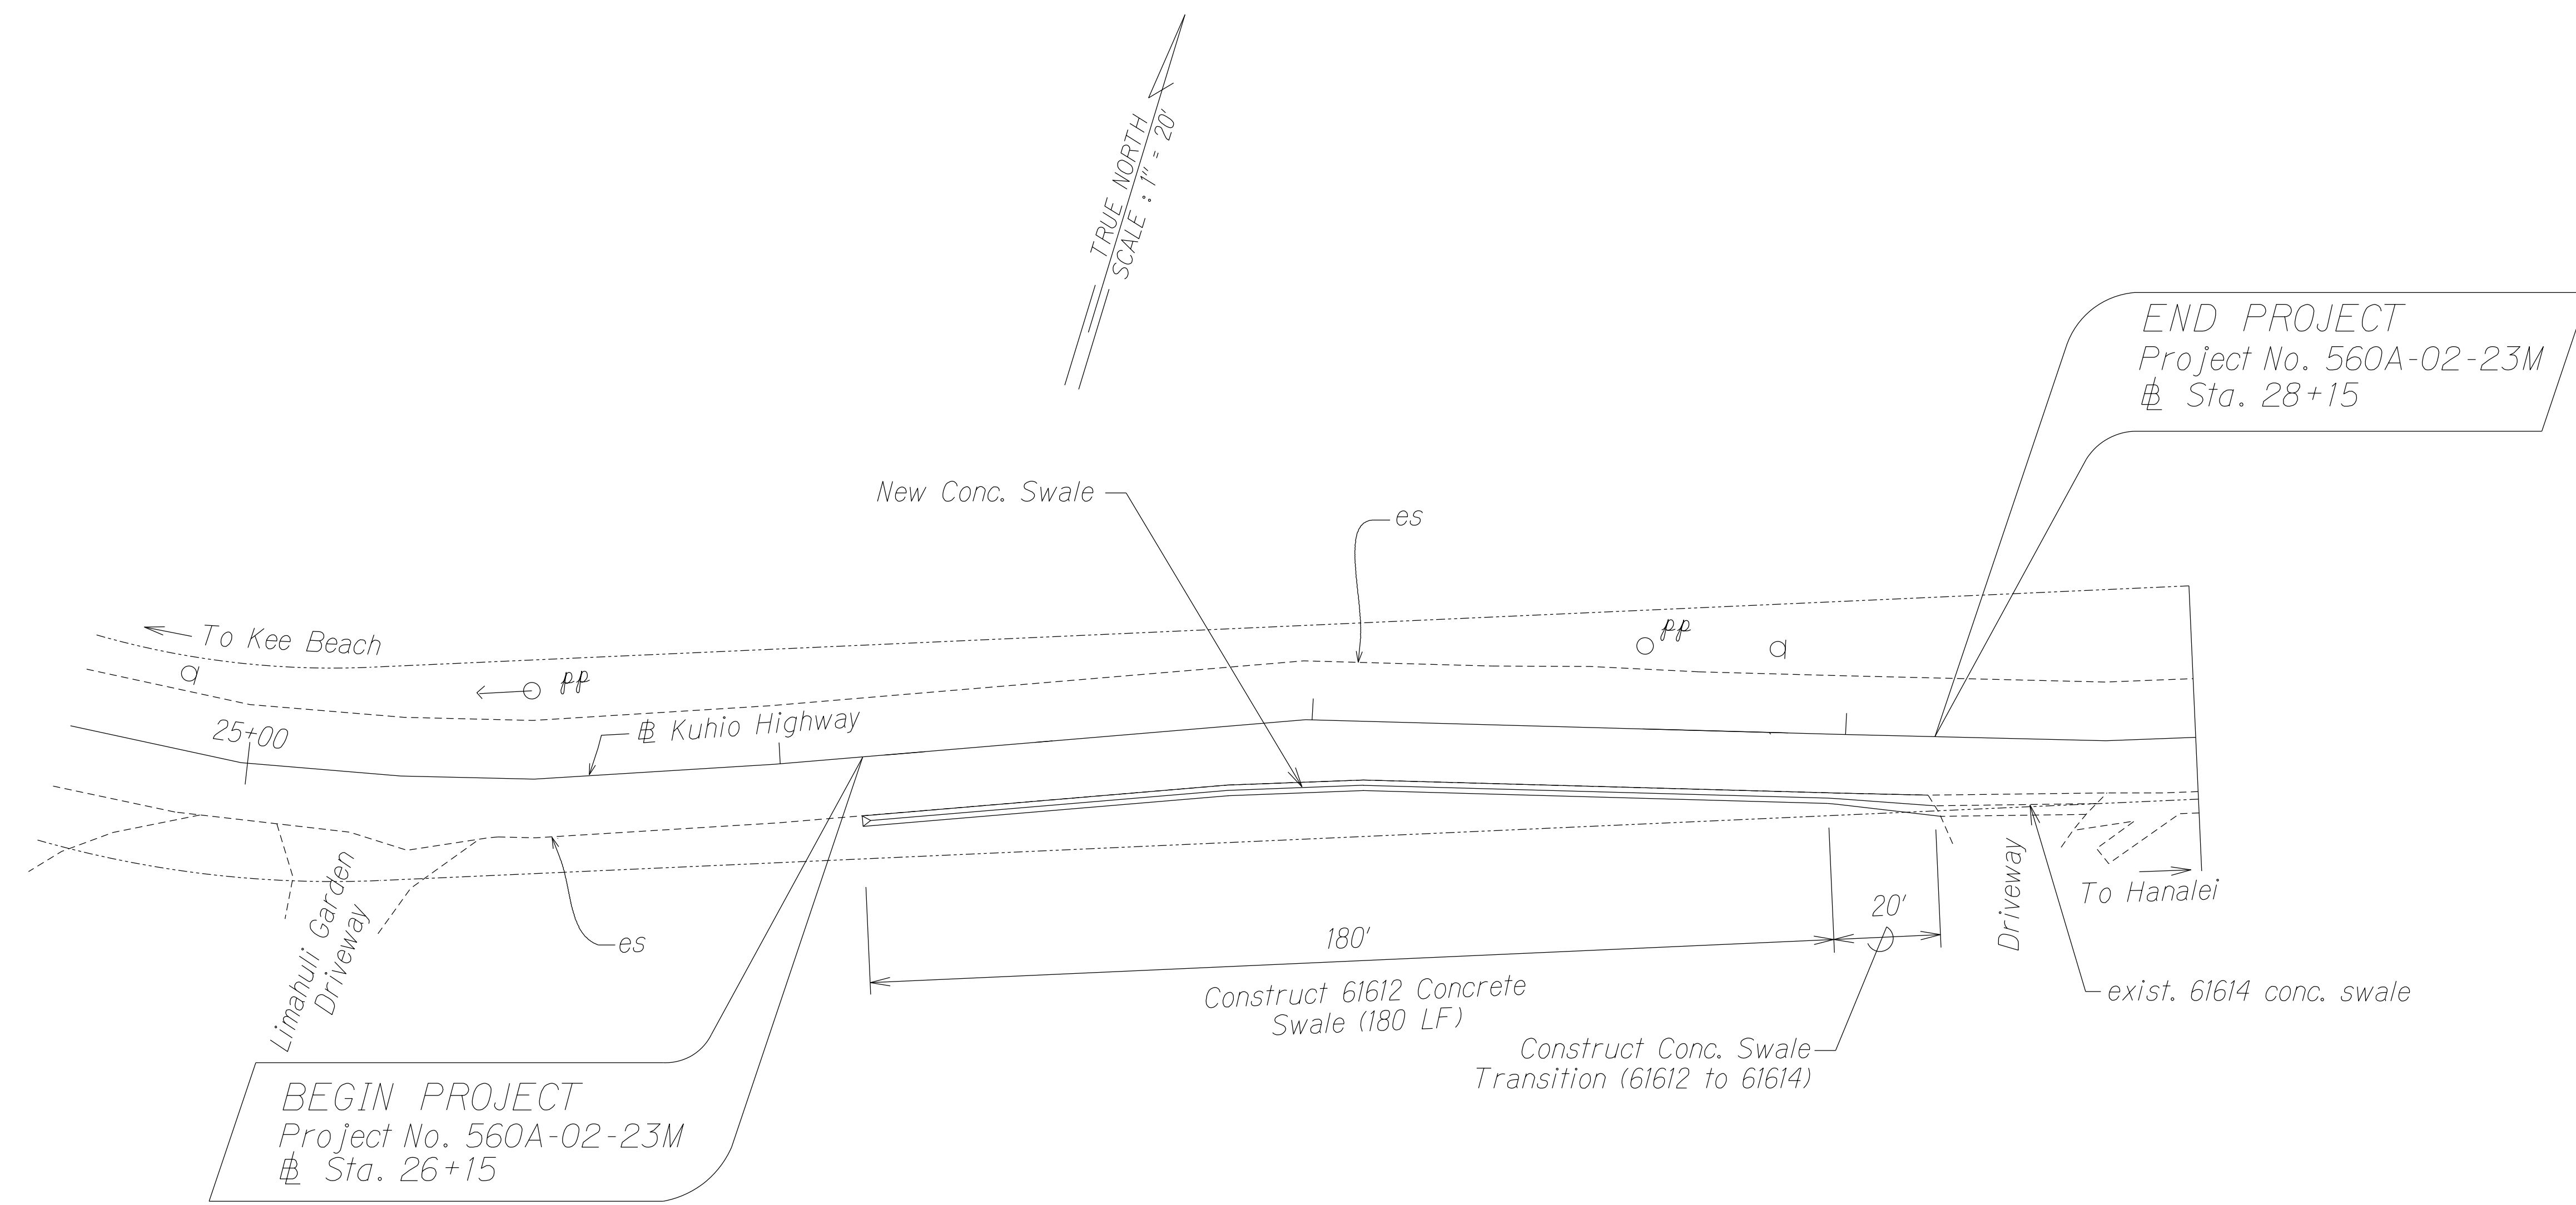 TRUE NORTH
SCALE : 1" = 20'
END PROJECT
Project No. 560A-02-23M
BL Sta. 28+15
New Conc. Swale
es
To Kee Beach
pp
pp
25+00
BL Kuhio Highway
Limahuli Garden
Driveway
es
180'
20'
Construct 61612 Concrete
Swale (180 LF)
Construct Conc. Swale
Transition (61612 to 61614)
Driveway
To Hanalei
exist. 61614 conc. swale
BEGIN PROJECT
Project No. 560A-02-23M
BL Sta. 26+15